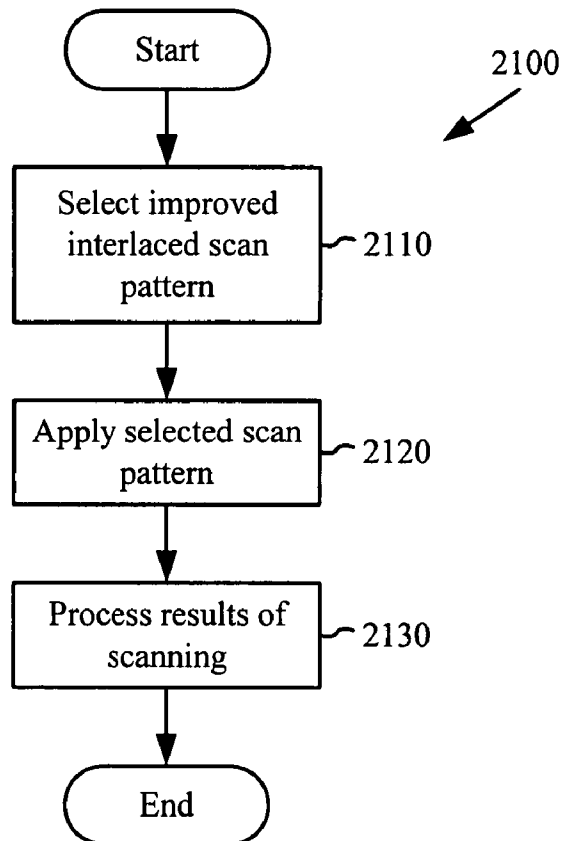 Start
2100
Select improved
interlaced scan
pattern
2110
Apply selected scan
pattern
2120
Process results of
scanning
2130
End